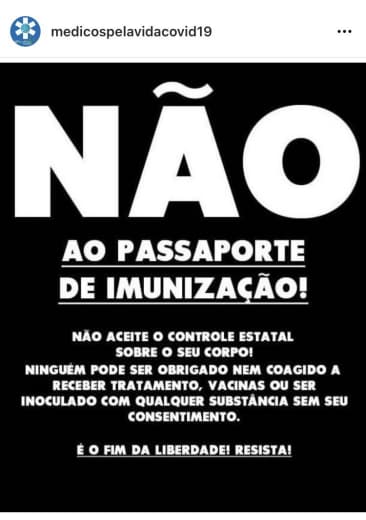 medicospelavidacovid19
NÃO
AO PASSAPORTE
DE IMUNIZAÇÃO!
NÃO ACEITE O CONTROLE ESTATAL
SOBRE O SEU CORPO!
NINGUÉM PODE SER OBRIGADO NEM COAGIDO A
RECEBER TRATAMENTO, VACINAS OU SER
INOCULADO COM QUALQUER SUBSTÂNCIA SEM SEU
CONSENTIMENTO.
É O FIM DA LIBERDADE! RESISTA!